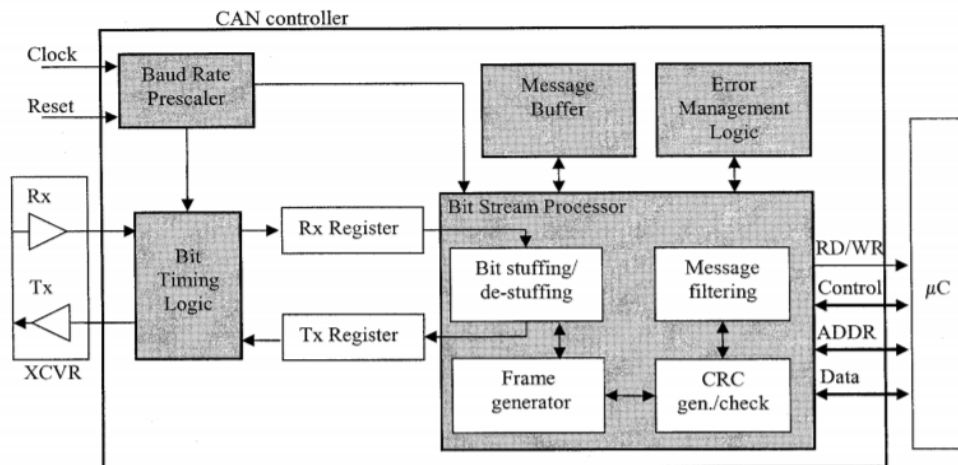 CAN controller
Clock
Reset
Baud Rate
Prescaler
Message
Buffer
Error
Management
Logic
Rx
Tx
XCVR
Bit
Timing
Logic
Rx Register
Tx Register
Bit Stream Processor
Bit stuffing/
de-stuffing
Message
filtering
Frame
generator
CRC
gen./check
RD/WR
Control
ADDR
Data
μC